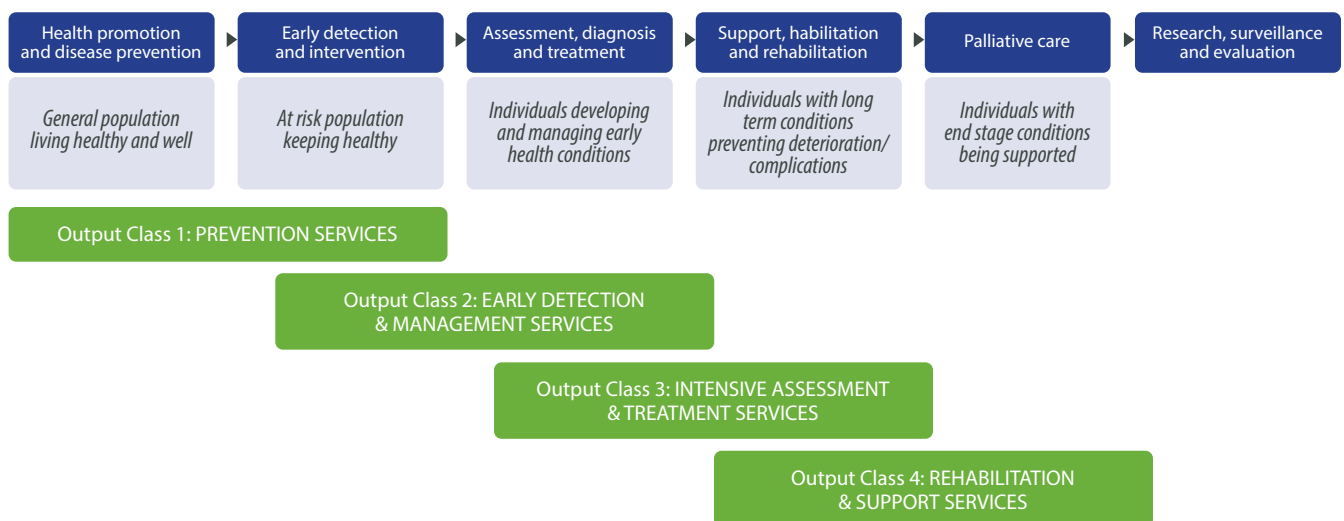 Health promotion
and disease prevention
Early detection
and intervention
Assessment, diagnosis
and treatment
Support, habilitation
and rehabilitation
Palliative care
Research, surveillance
and evaluation
General population
living healthy and well
At risk population
keeping healthy
Individuals developing
and managing early
health conditions
Individuals with long
term conditions
preventing deterioration/
complications
Individuals with
end stage conditions
being supported
Output Class 1: PREVENTION SERVICES
Output Class 2: EARLY DETECTION
& MANAGEMENT SERVICES
Output Class 3: INTENSIVE ASSESSMENT
& TREATMENT SERVICES
Output Class 4: REHABILITATION
& SUPPORT SERVICES